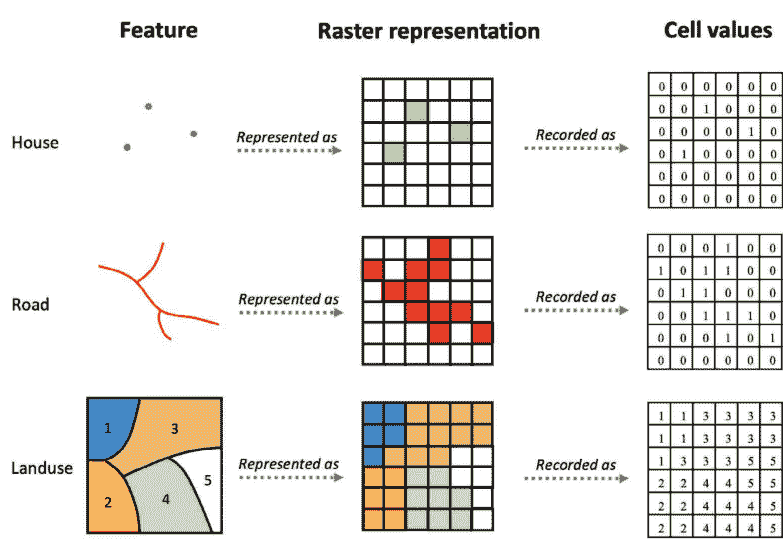 Feature Raster representation Cell values
House
Represented as
Recorded as
0 0 0 0 0 0
0 0 1 0 0 0
0 0 0 0 1 0
0 1 0 0 0 0
0 0 0 0 0 0
0 0 0 0 0 0
Road
Represented as
Recorded as
0 0 0 1 0 0
1 0 1 1 0 0
0 1 1 0 0 0
0 0 1 1 1 0
0 0 0 1 0 1
0 0 0 0 0 0
Landuse
1
3
2
4
5
Represented as
Recorded as
1 1 3 3 3 3
1 1 3 3 3 3
1 3 3 3 5 5
2 2 4 4 5 5
2 2 4 4 4 5
2 2 4 4 4 5